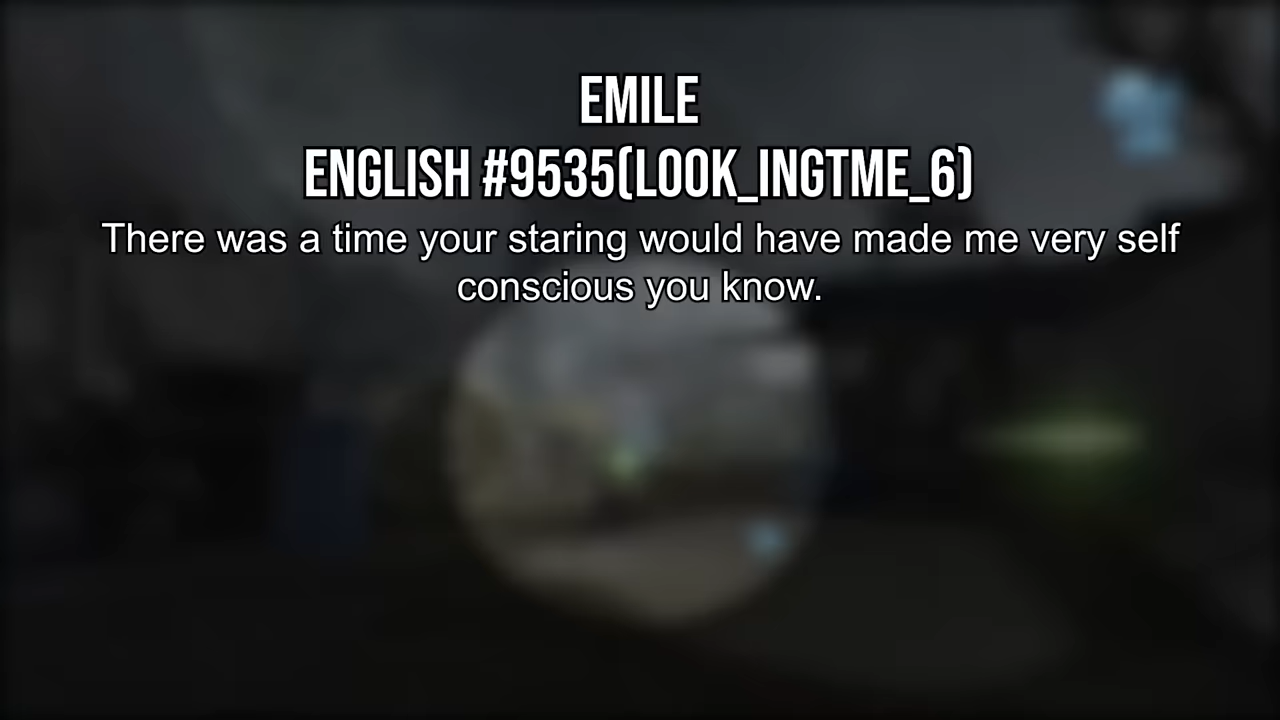 EMILE
ENGLISH #9535(LOOK_INGTME_6)
There was a time your staring would have made me very self
conscious you know.